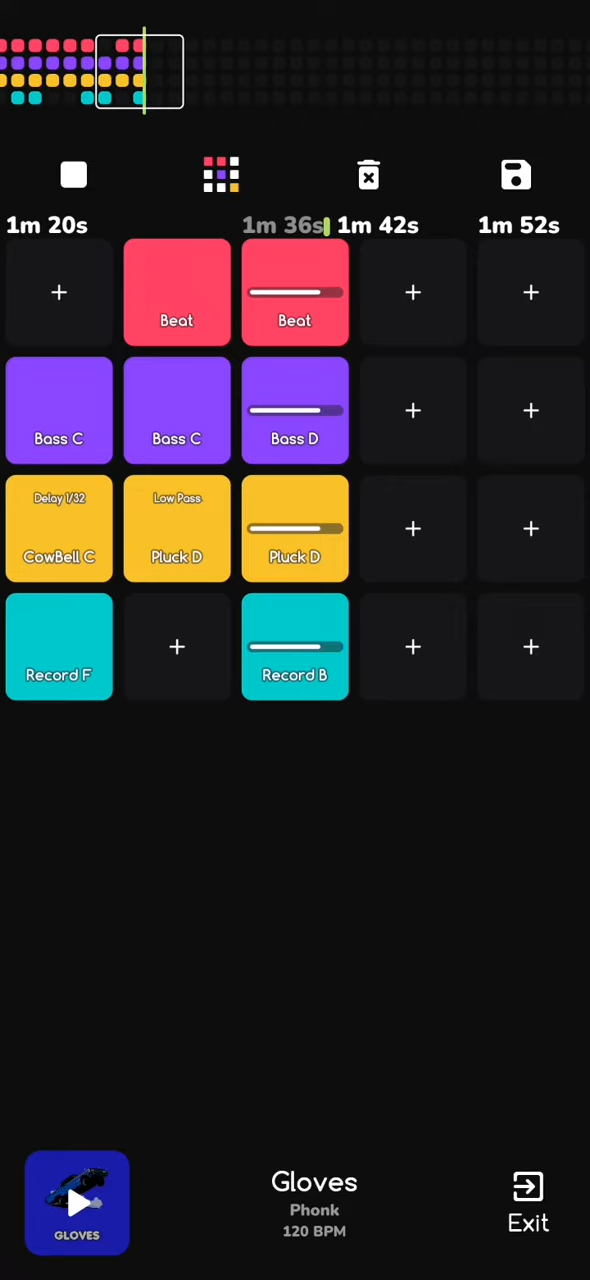 1m 20s 1m 36s 1m 42s 1m 52s
Beat Beat
Bass C Bass C Bass D
Delay 1/32 Low Pass
CowBell C Pluck D Pluck D
Record F Record B
GLOVES
Gloves
Phonk
120 BPM
Exit